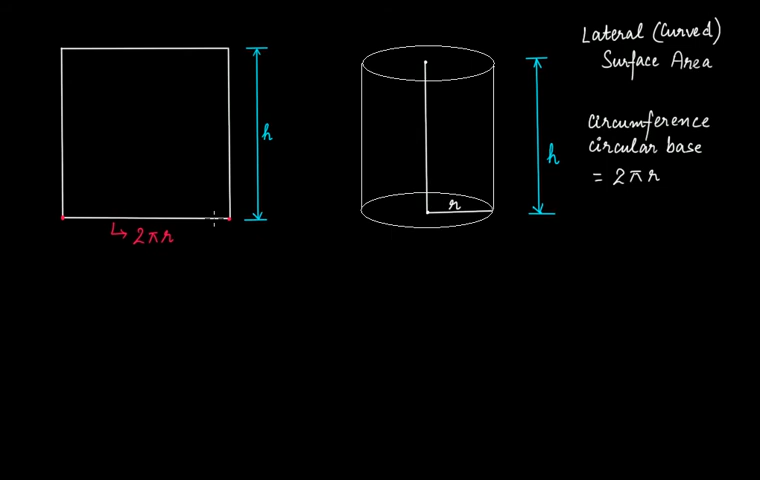 Lateral (Curved)
Surface Area
h
h
circumference
circular base
= 2πr
r
↳ 2πr